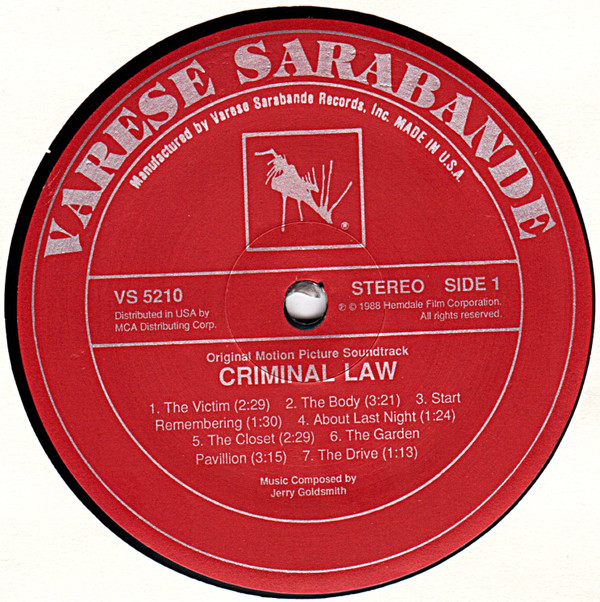 VARESE SARABANDE
Manufactured by Varese Sarabande Records, Inc. MADE IN U.S.A.
®
VS 5210
Distributed in USA by
MCA Distributing Corp.
STEREO SIDE 1
℗ © 1988 Hemdale Film Corporation.
All rights reserved.
Original Motion Picture Soundtrack
CRIMINAL LAW
1. The Victim (2:29) 2. The Body (3:21) 3. Start
Remembering (1:30) 4. About Last Night (1:24)
5. The Closet (2:29) 6. The Garden
Pavillion (3:15) 7. The Drive (1:13)
Music Composed by
Jerry Goldsmith